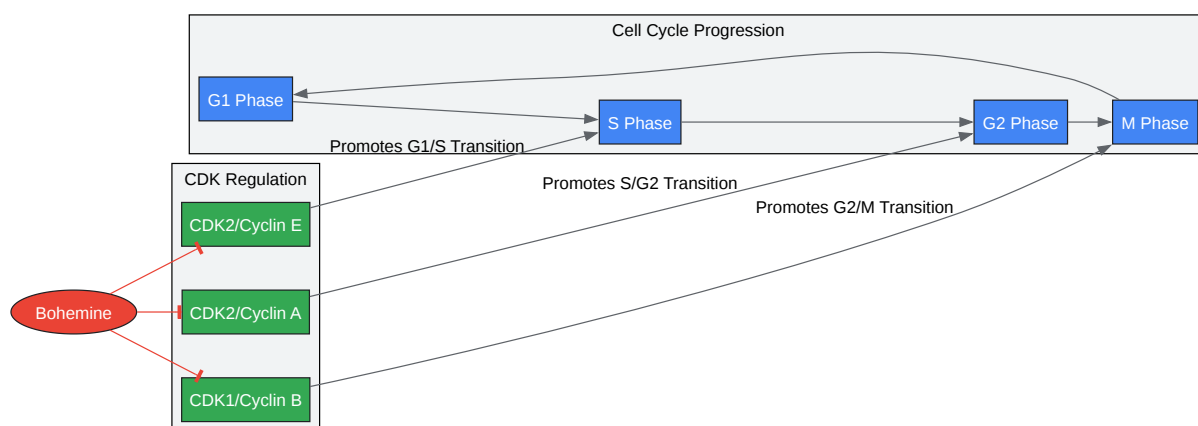 Cell Cycle Progression
G1 Phase
S Phase
G2 Phase
M Phase
Promotes G1/S Transition
CDK Regulation
Promotes S/G2 Transition
CDK2/Cyclin E
Promotes G2/M Transition
Bohemine
CDK2/Cyclin A
CDK1/Cyclin B